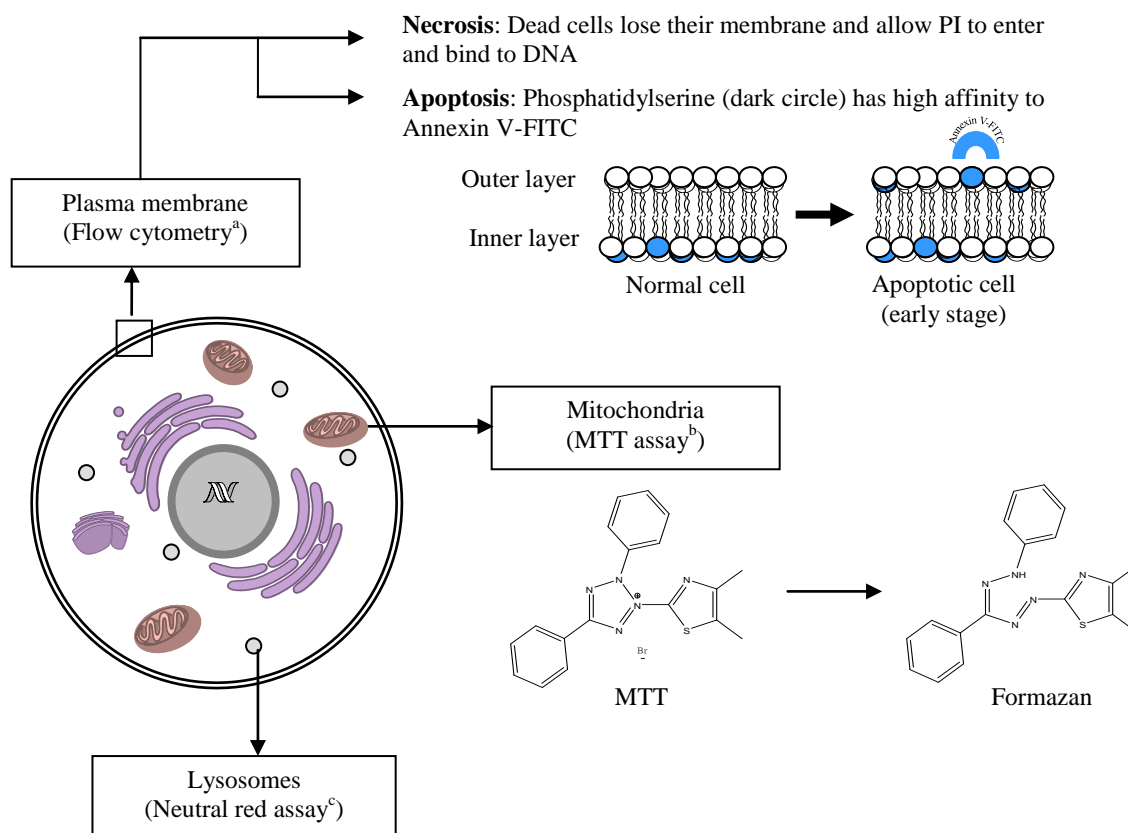 Necrosis: Dead cells lose their membrane and allow PI to enter
and bind to DNA
Apoptosis: Phosphatidylserine (dark circle) has high affinity to
Annexin V-FITC
Annexin V-FITC
Plasma membrane
(Flow cytometryᵃ)
Outer layer
Inner layer
Normal cell
Apoptotic cell
(early stage)
Mitochondria
(MTT assayᵇ)
N
N
N
N
⊕
N
S
Br
−
N
NH
N
N
N
S
MTT
Formazan
Lysosomes
(Neutral red assayᶜ)